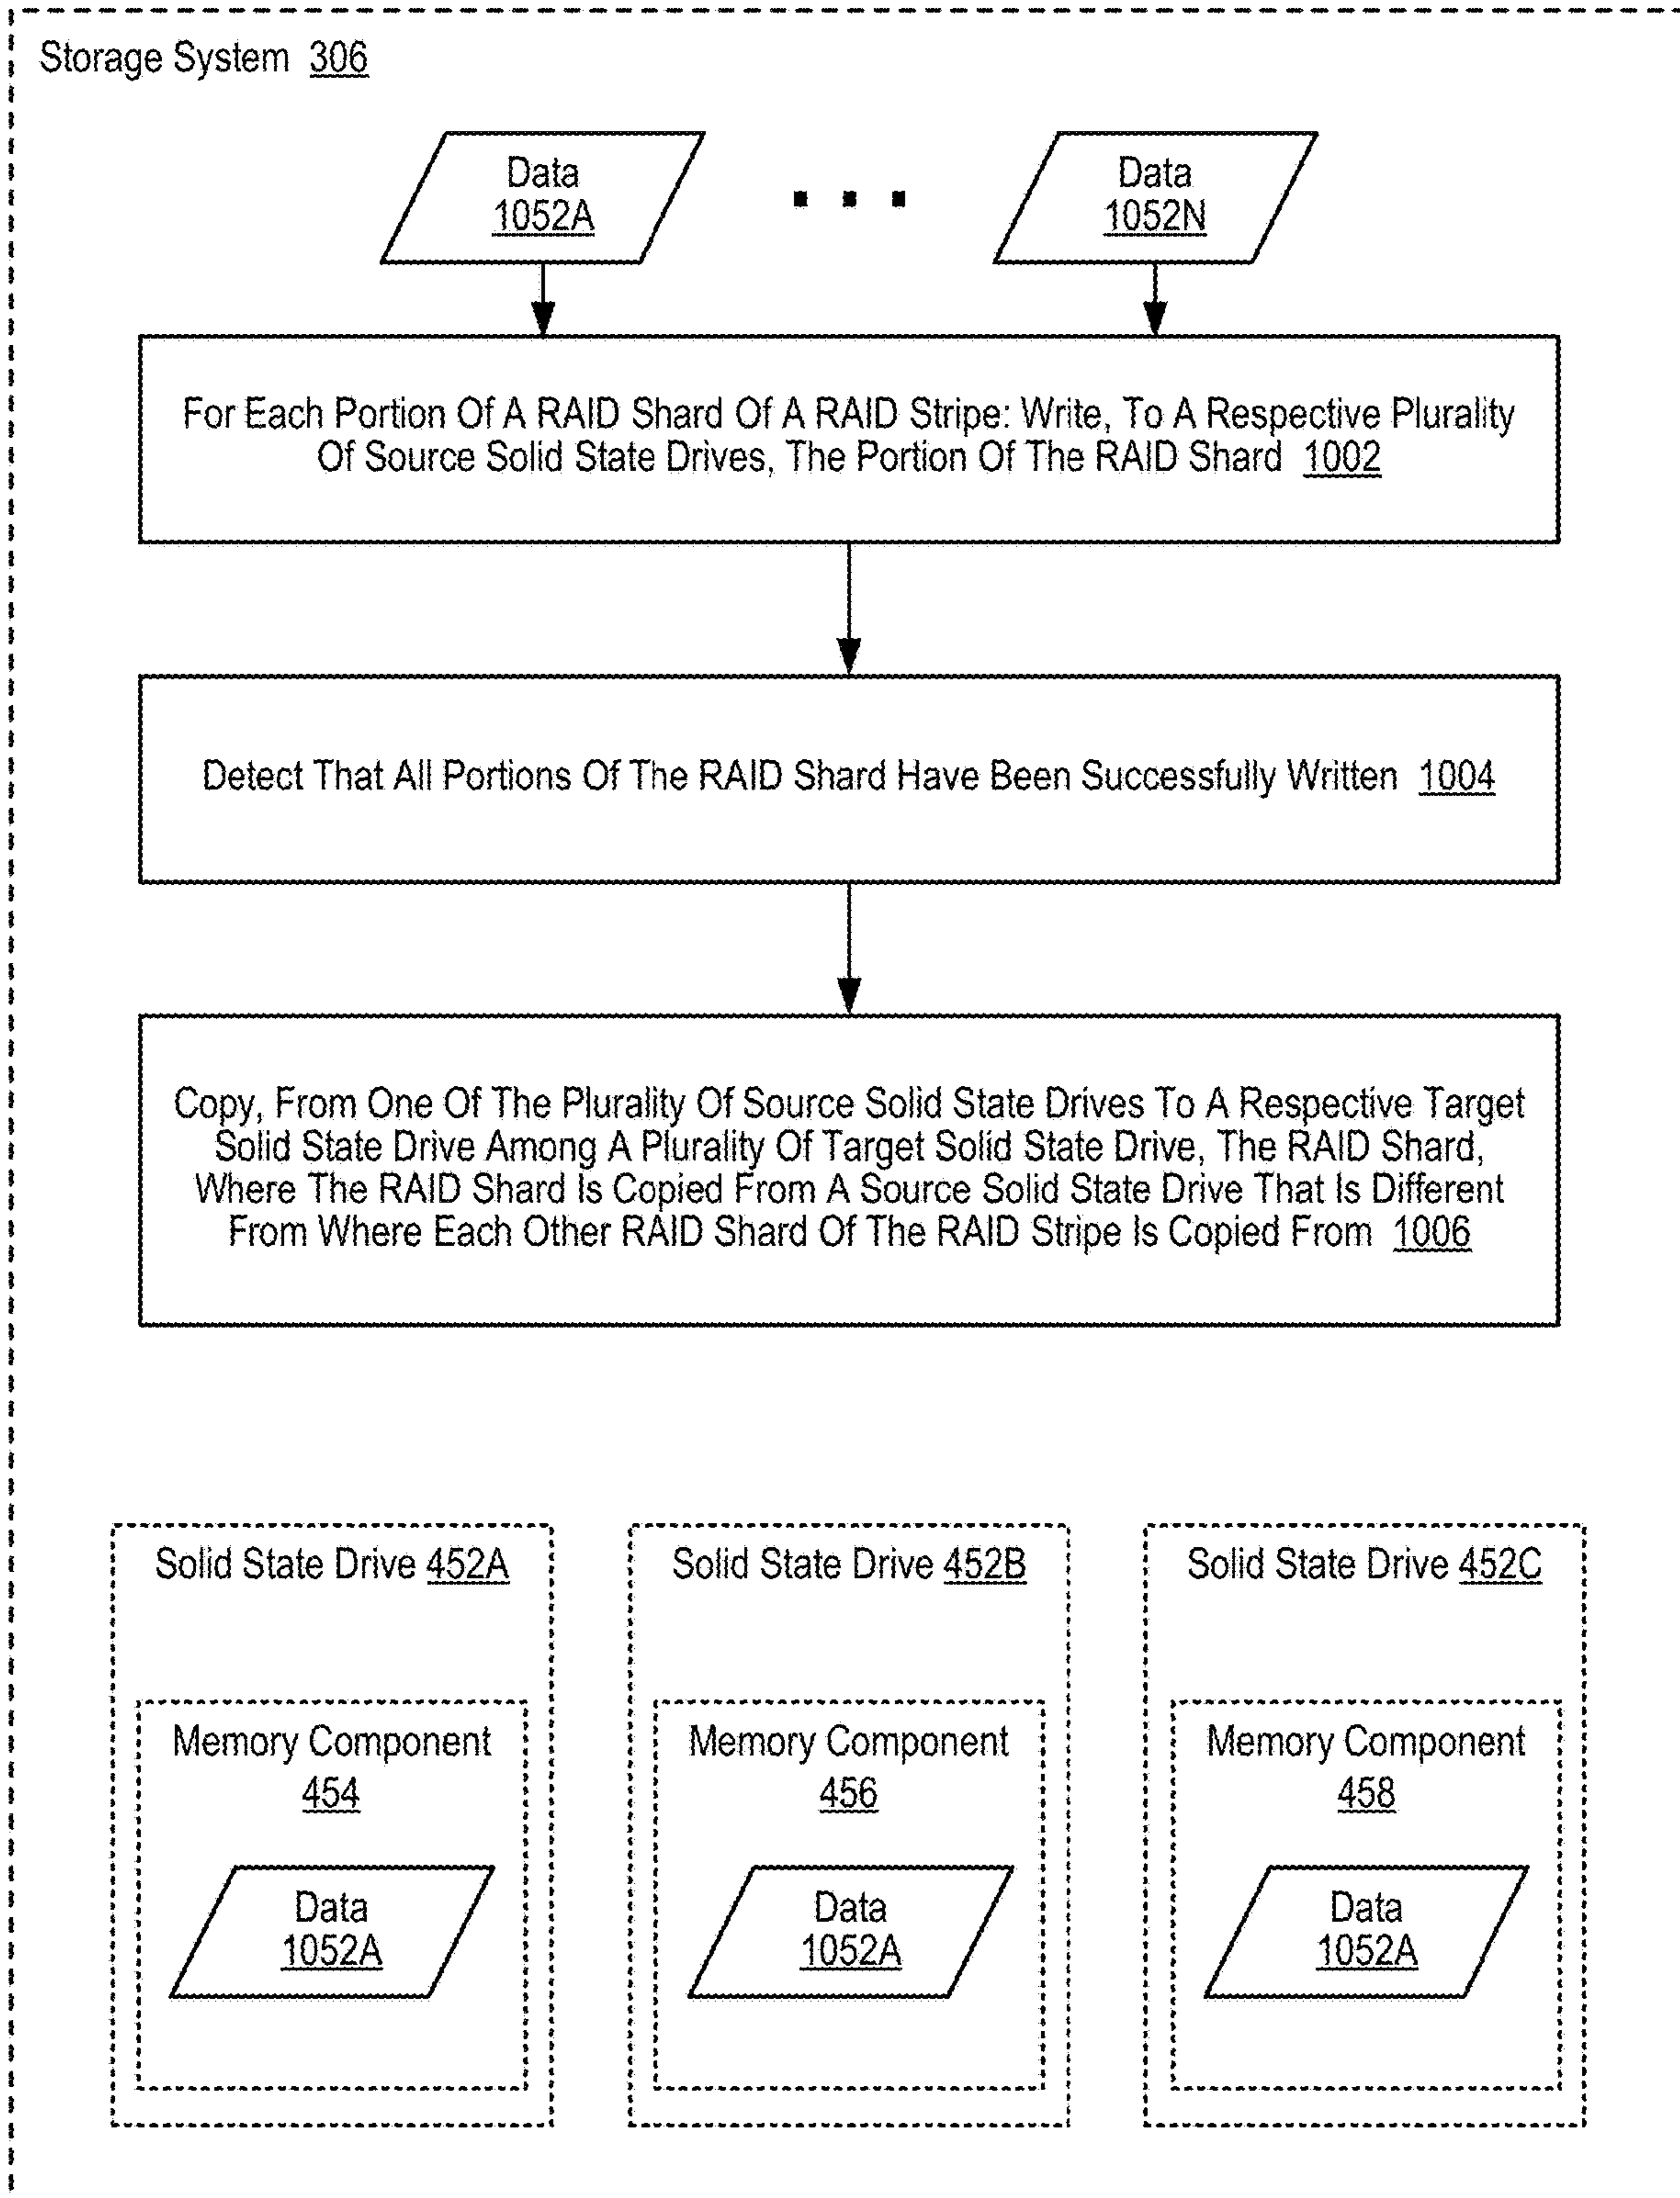 Storage System 306
Data
1052A
Data
1052N
For Each Portion Of A RAID Shard Of A RAID Stripe: Write, To A Respective Plurality
Of Source Solid State Drives, The Portion Of The RAID Shard 1002
Detect That All Portions Of The RAID Shard Have Been Successfully Written 1004
Copy, From One Of The Plurality Of Source Solid State Drives To A Respective Target
Solid State Drive Among A Plurality Of Target Solid State Drive, The RAID Shard,
Where The RAID Shard Is Copied From A Source Solid State Drive That Is Different
From Where Each Other RAID Shard Of The RAID Stripe Is Copied From 1006
Solid State Drive 452A
Memory Component
454
Data
1052A
Solid State Drive 452B
Memory Component
456
Data
1052A
Solid State Drive 452C
Memory Component
458
Data
1052A